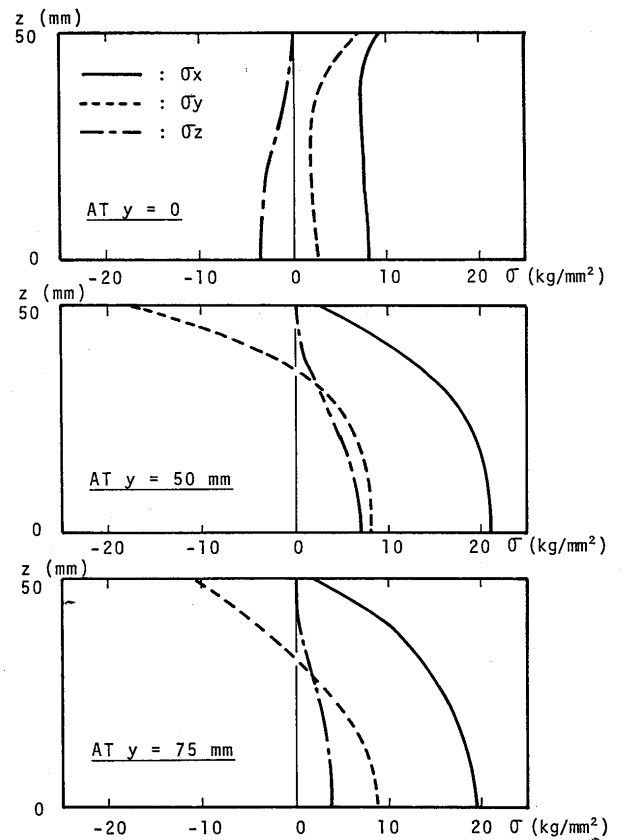 z (mm)
50
: σx
: σy
: σz
AT y = 0
0
-20 -10 0 10 20 σ (kg/mm²)
z (mm)
50
AT y = 50 mm
0
-20 -10 0 10 20 σ (kg/mm²)
z (mm)
50
AT y = 75 mm
0
-20 -10 0 10 20 σ (kg/mm²)